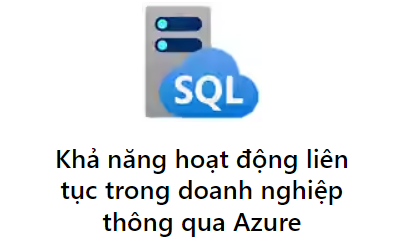 SQL
Khả năng hoạt động liên
tục trong doanh nghiệp
thông qua Azure